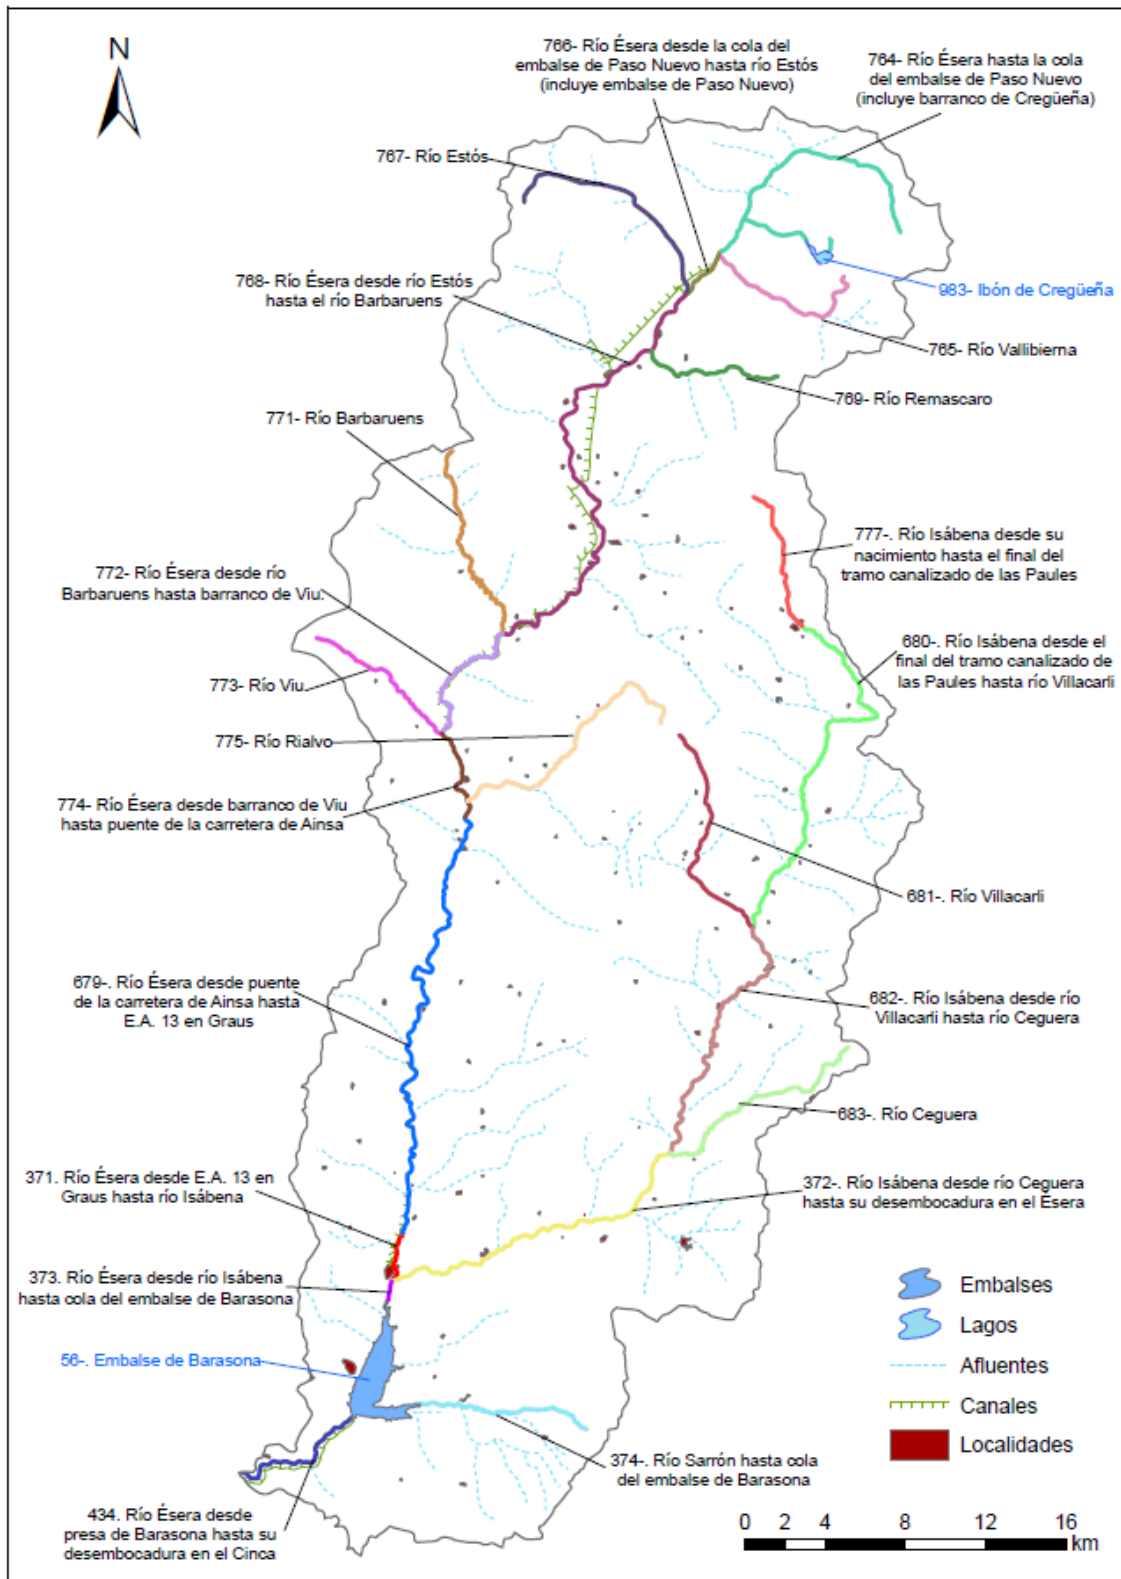 N
766- Río Ésera desde la cola del
embalse de Paso Nuevo hasta río Estós
(incluye embalse de Paso Nuevo)
764- Río Ésera hasta la cola
del embalse de Paso Nuevo
(incluye barranco de Cregüeña)
767- Río Estós
768- Río Ésera desde río Estós
hasta el río Barbaruens
983- Ibón de Cregüeña
765- Río Vallibierna
769- Río Remascaro
771- Río Barbaruens
777-. Río Isábena desde su
nacimiento hasta el final del
tramo canalizado de las Paules
772- Río Ésera desde río
Barbaruens hasta barranco de Viu.
680-. Río Isábena desde el
final del tramo canalizado de
las Paules hasta río Villacarli
773- Río Viu
775- Río Rialvo
774- Río Ésera desde barranco de Viu
hasta puente de la carretera de Ainsa
681-. Río Villacarli
679-. Río Ésera desde puente
de la carretera de Ainsa hasta
E.A. 13 en Graus
682-. Río Isábena desde río
Villacarli hasta río Ceguera
683-. Río Ceguera
371. Río Ésera desde E.A. 13 en
Graus hasta río Isábena
372-. Río Isábena desde río Ceguera
hasta su desembocadura en el Ésera
373. Río Ésera desde río Isábena
hasta cola del embalse de Barasona
56-. Embalse de Barasona
374-. Río Sarrón hasta cola
del embalse de Barasona
434. Río Ésera desde
presa de Barasona hasta su
desembocadura en el Cinca
Embalses
Lagos
Afluentes
Canales
Localidades
0 2 4 8 12 16
km